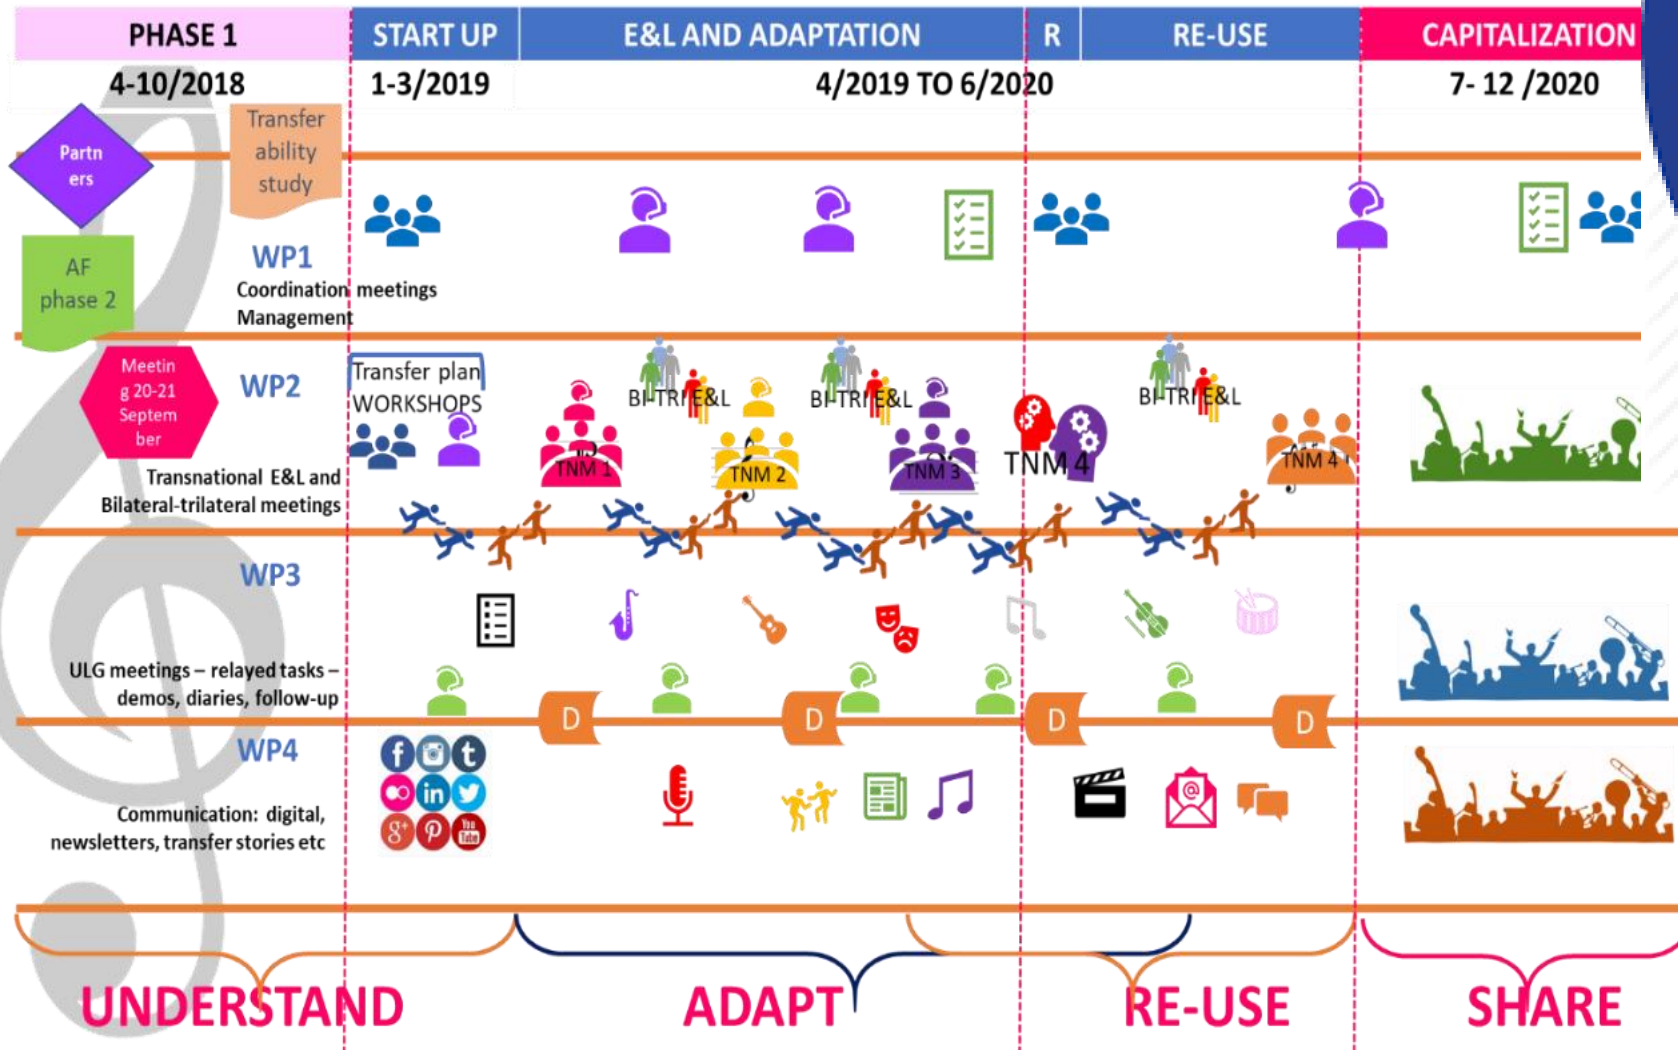 PHASE 1
START UP
E&L AND ADAPTATION
R
RE-USE
CAPITALIZATION
4-10/2018
1-3/2019
4/2019 TO 6/2020
7- 12 /2020
Partn
ers
Transfer
ability
study
AF
phase 2
WP1
Coordination meetings
Management
Meetin
g 20-21
Septem
ber
WP2
Transnational E&L and
Bilateral-trilateral meetings
Transfer plan
WORKSHOPS
BI-TRI E&L
BI-TRI E&L
BI-TRI E&L
TNM 1
TNM 2
TNM 3
TNM 4
TNM 4
WP3
ULG meetings – relayed tasks –
demos, diaries, follow-up
D
D
D
D
WP4
Communication: digital,
newsletters, transfer stories etc
f
t
in
g+
P
You
Tube
@
UNDERSTAND
ADAPT
RE-USE
SHARE